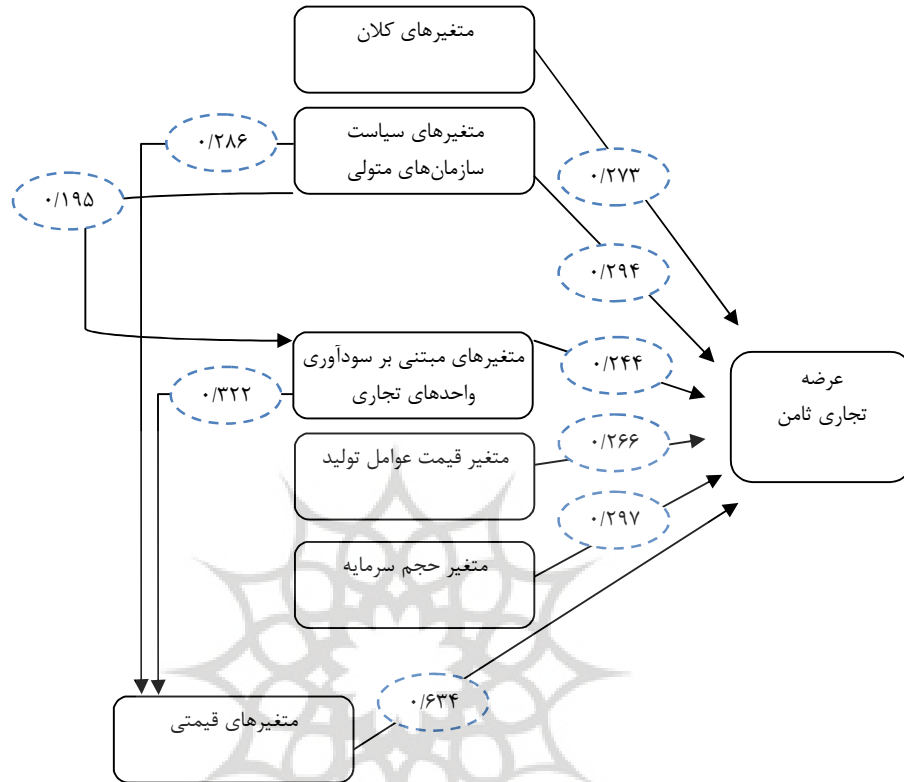 متغیرهای کلان
متغیرهای سیاست
سازمان‌های متولی
۰/۲۸۶
۰/۱۹۵
۰/۲۷۳
۰/۲۹۴
متغیرهای مبتنی بر سودآوری
واحدهای تجاری
۰/۲۴۴
۰/۳۲۲
عرضه
تجاری ثامن
متغیر قیمت عوامل تولید
۰/۲۶۶
متغیر حجم سرمایه
۰/۲۹۷
متغیرهای قیمتی
۰/۶۳۴